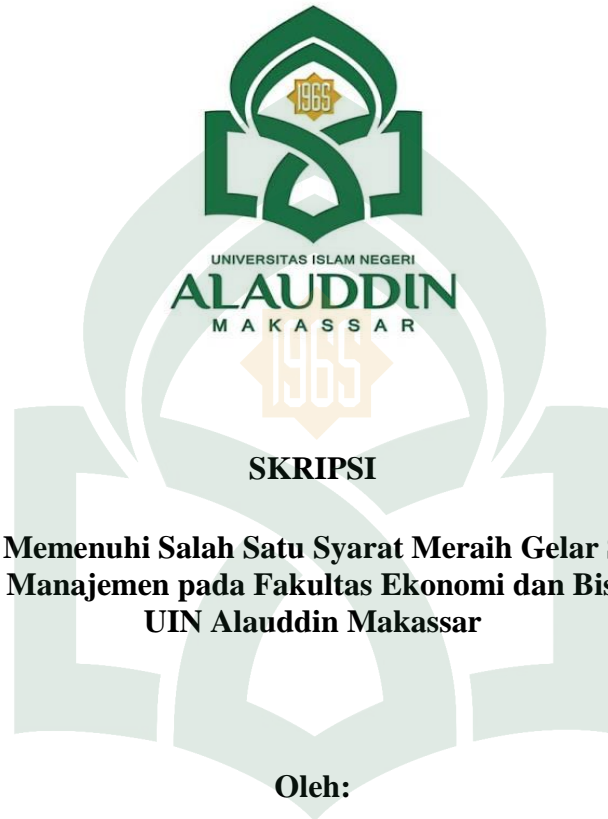 1965
UNIVERSITAS ISLAM NEGERI
ALAUDDIN
MAKASSAR
1965
SKRIPSI
Memenuhi Salah Satu Syarat Meraih Gelar
Manajemen pada Fakultas Ekonomi dan
UIN Alauddin Makassar
Oleh: